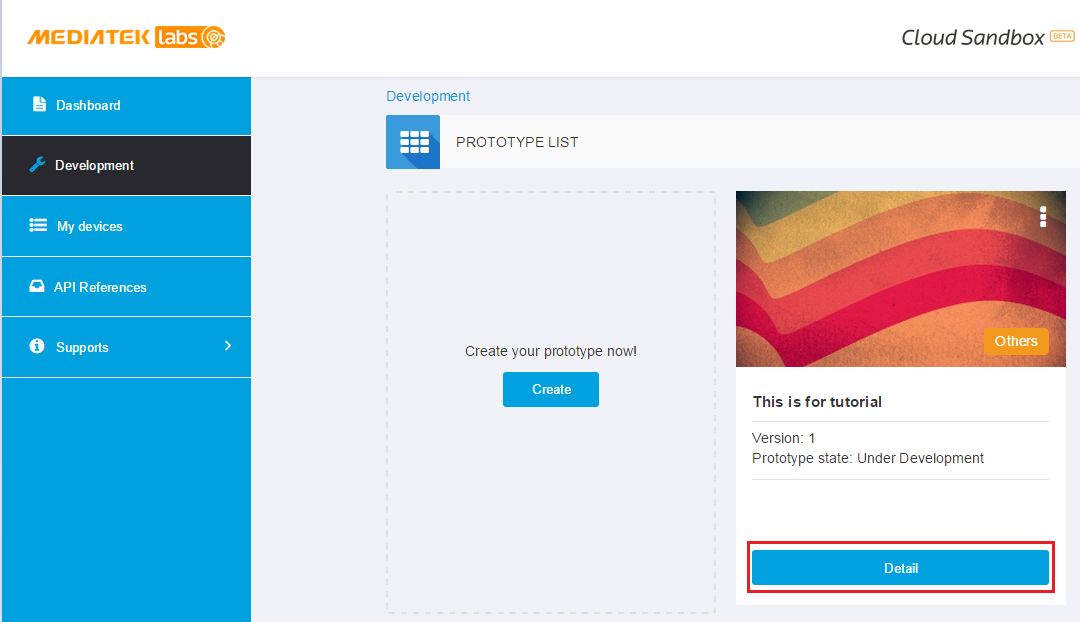 MEDIATEK labs
Cloud Sandbox BETA
Dashboard
Development
My devices
API References
Supports
Development
PROTOTYPE LIST
Create your prototype now!
Create
Others
This is for tutorial
Version: 1
Prototype state: Under Development
Detail